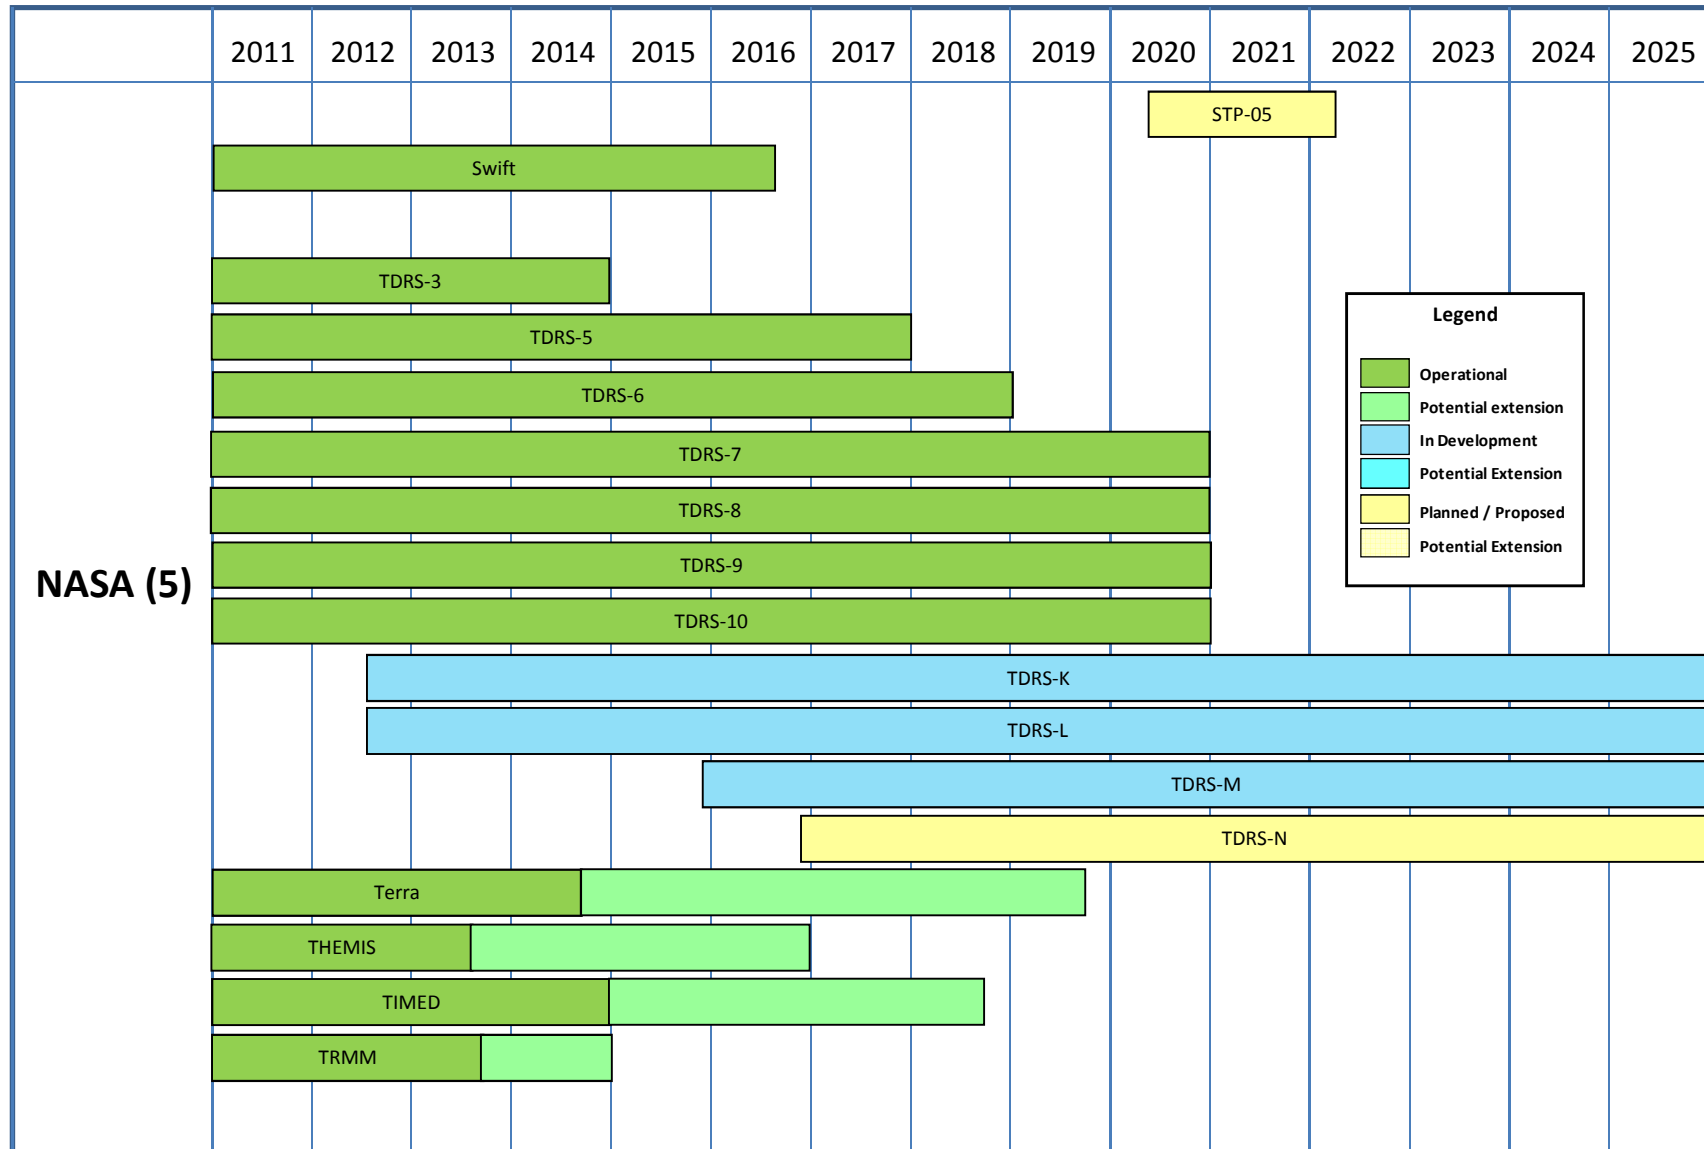 2011 2012 2013 2014 2015 2016 2017 2018 2019 2020 2021 2022 2023 2024 2025
STP-05
Swift
TDRS-3
Legend
TDRS-5
Operational
TDRS-6
Potential extension
In Development
TDRS-7
Potential Extension
TDRS-8
Planned / Proposed
Potential Extension
TDRS-9
NASA (5)
TDRS-10
TDRS-K
TDRS-L
TDRS-M
TDRS-N
Terra
THEMIS
TIMED
TRMM